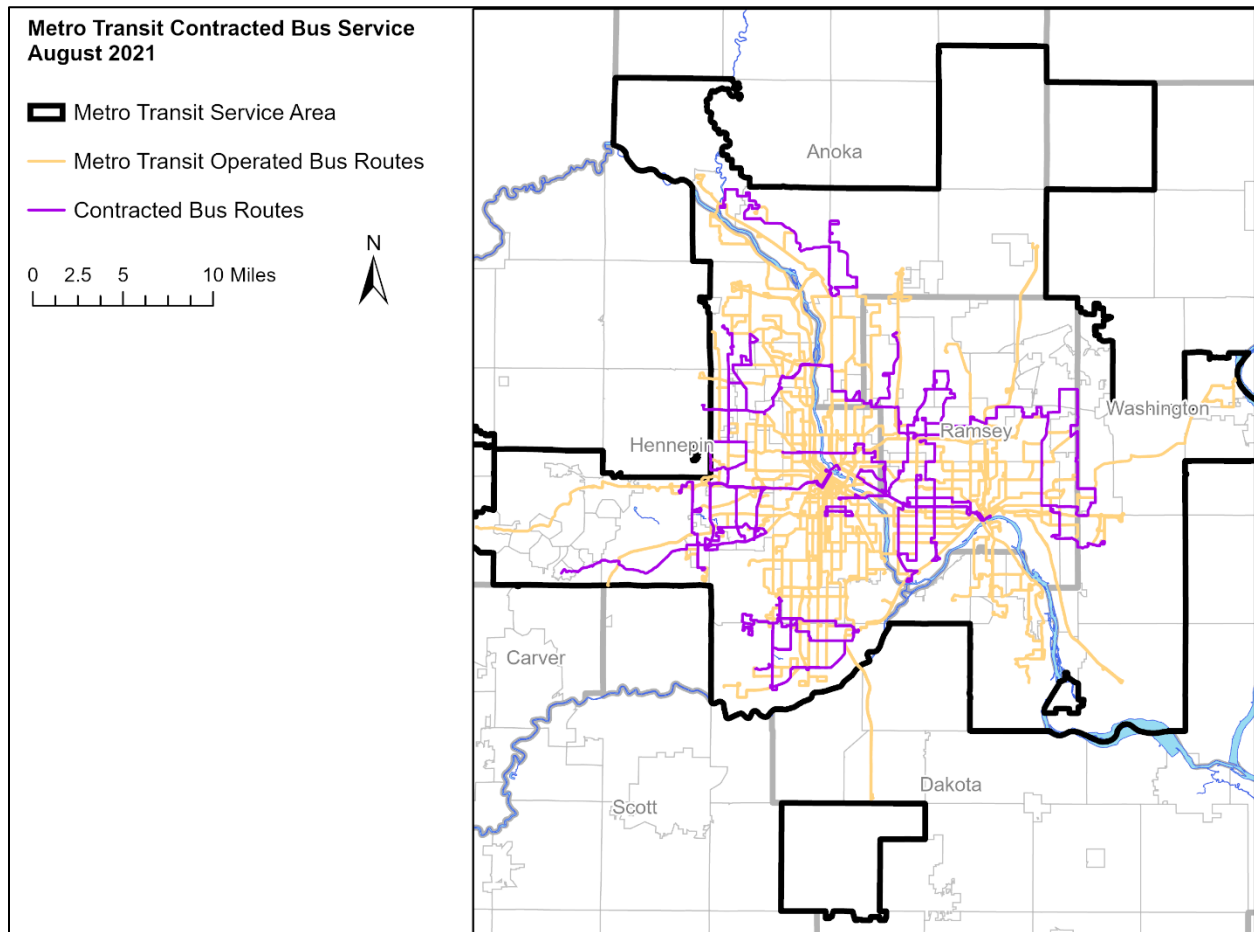 Metro Transit Contracted Bus Service
August 2021
Metro Transit Service Area
Metro Transit Operated Bus Routes
Contracted Bus Routes
N
0 2.5 5 10 Miles
Anoka
Washington
Hennepin
Ramsey
Carver
Scott
Dakota